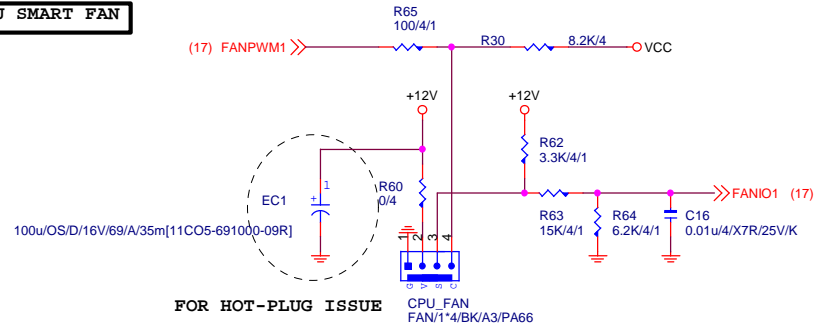 U SMART FAN
R65
100/4/1
(17) FANPWM1
R30
8.2K/4
VCC
+12V
+12V
R62
3.3K/4/1
EC1
+
1
R60
0/4
FANIO1 (17)
R63
15K/4/1
R64
6.2K/4/1
C16
0.01u/4/X7R/25V/K
100u/OS/D/16V/69/A/35m[11CO5-691000-09R]
1
2
3
4
G
V
S
C
FOR HOT-PLUG ISSUE
CPU_FAN
FAN/1*4/BK/A3/PA66